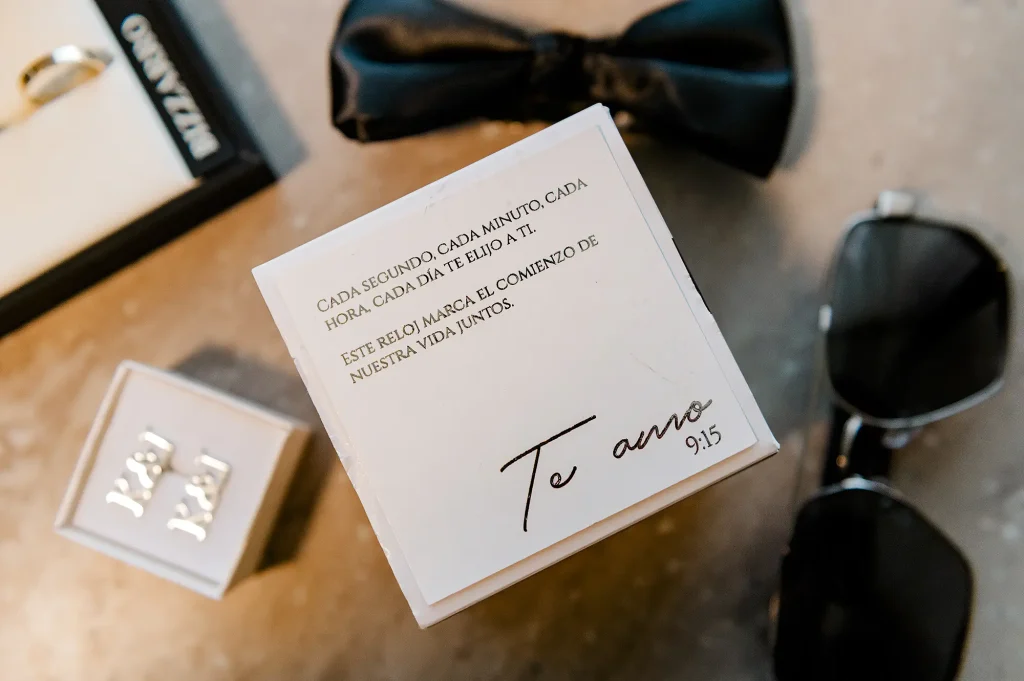 BIZZARRO
CADA SEGUNDO, CADA MINUTO, CADA
HORA, CADA DÍA TE ELIJO A TI.
ESTE RELOJ MARCA EL COMIENZO DE
NUESTRA VIDA JUNTOS.
Te amo
9:15